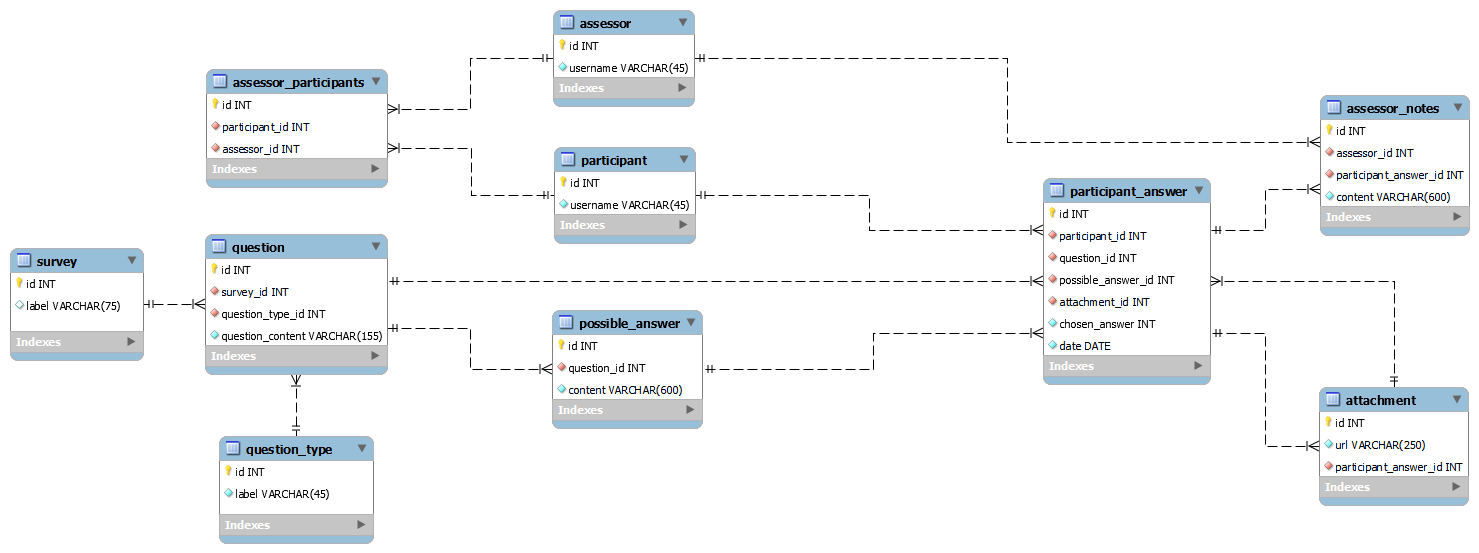 assessor
id INT
username VARCHAR(45)
Indexes
assessor_participants
id INT
participant_id INT
assessor_id INT
Indexes
participant
id INT
username VARCHAR(45)
Indexes
assessor_notes
id INT
assessor_id INT
participant_answer_id INT
content VARCHAR(600)
Indexes
participant_answer
id INT
participant_id INT
question_id INT
possible_answer_id INT
attachment_id INT
chosen_answer INT
date DATE
Indexes
survey
id INT
label VARCHAR(75)
Indexes
question
id INT
survey_id INT
question_type_id INT
question_content VARCHAR(155)
Indexes
possible_answer
id INT
question_id INT
content VARCHAR(600)
Indexes
question_type
id INT
label VARCHAR(45)
Indexes
attachment
id INT
url VARCHAR(250)
participant_answer_id INT
Indexes